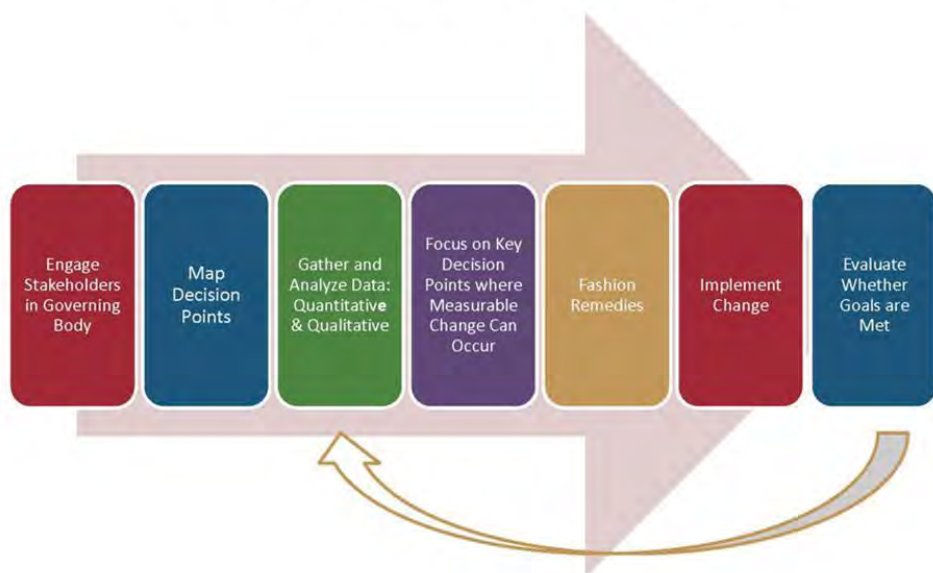 Engage
Stakeholders
in Governing
Body
Map
Decision
Points
Gather and
Analyze Data:
Quantitative
& Qualitative
Focus on Key
Decision
Points where
Measurable
Change Can
Occur
Fashion
Remedies
Implement
Change
Evaluate
Whether
Goals are
Met